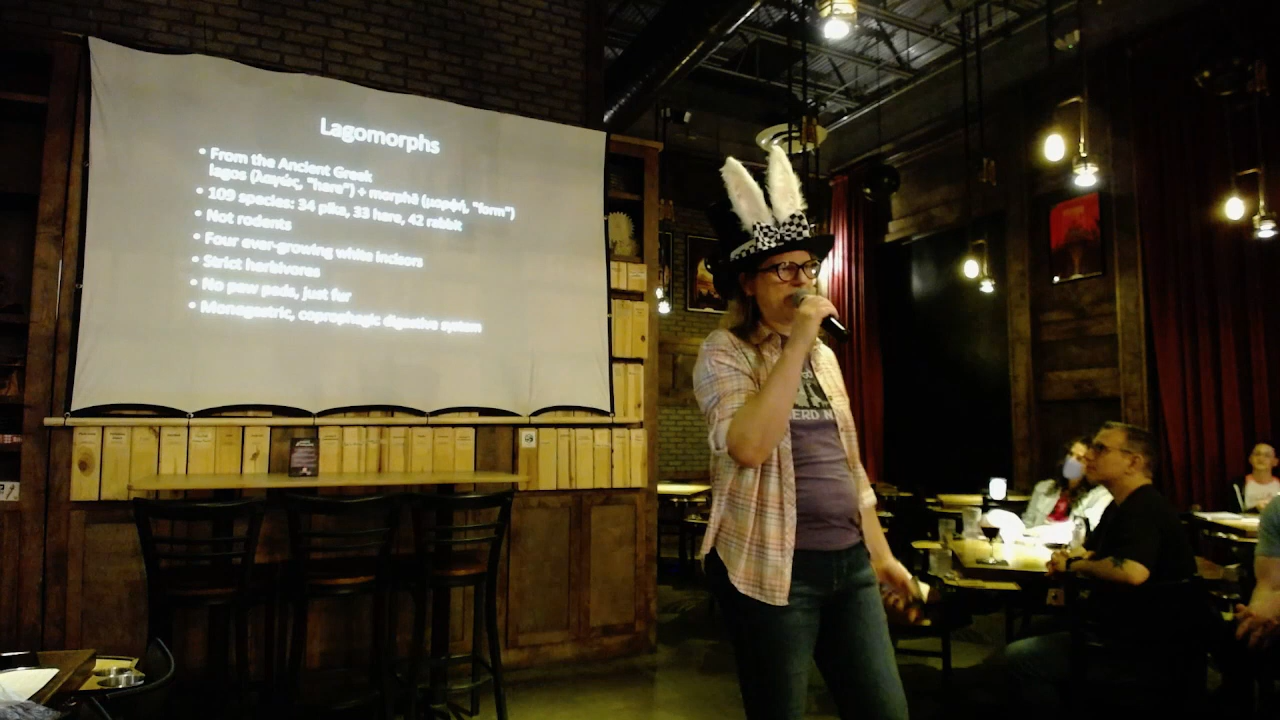 Lagomorphs
• From the Ancient Greek
lagos (λαγώς, "hare") + morphē (μορφή, "form")
• 109 species: 34 pika, 33 hare, 42 rabbit
• Not rodents
• Four ever-growing white incisors
• Strict herbivores
• No paw pads, just fur
• Monogastric, coprophagic digestive system
ERD N